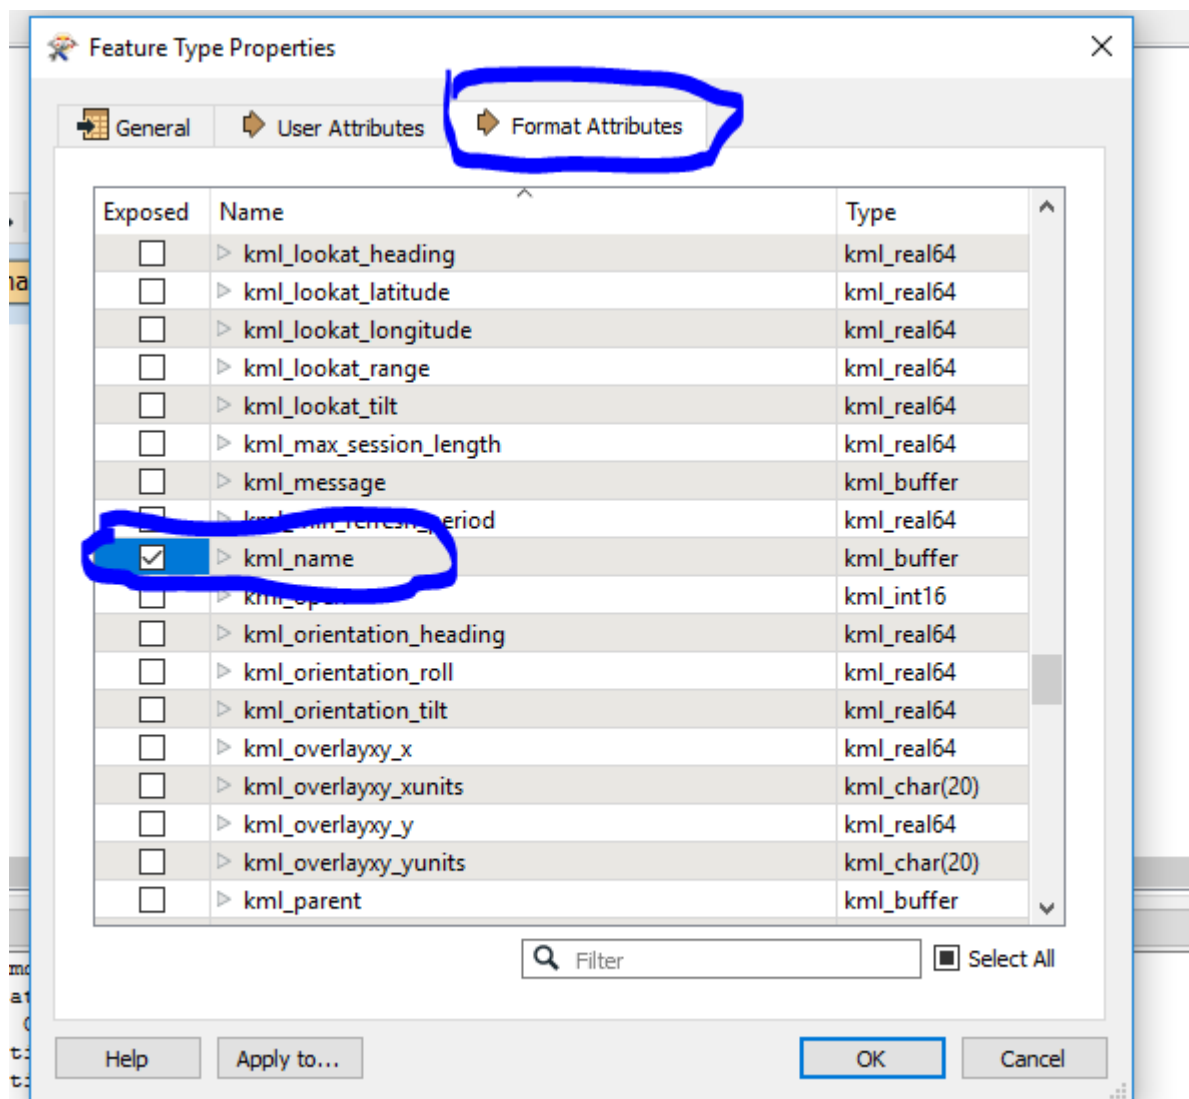 Feature Type Properties
General User Attributes Format Attributes
Exposed Name Type
kml_lookat_heading kml_real64
kml_lookat_latitude kml_real64
kml_lookat_longitude kml_real64
kml_lookat_range kml_real64
kml_lookat_tilt kml_real64
kml_max_session_length kml_real64
kml_message kml_buffer
kml_min_refresh_period kml_real64
kml_name kml_buffer
kml_open kml_int16
kml_orientation_heading kml_real64
kml_orientation_roll kml_real64
kml_orientation_tilt kml_real64
kml_overlayxy_x kml_real64
kml_overlayxy_xunits kml_char(20)
kml_overlayxy_y kml_real64
kml_overlayxy_yunits kml_char(20)
kml_parent kml_buffer
Filter Select All
Help Apply to... OK Cancel